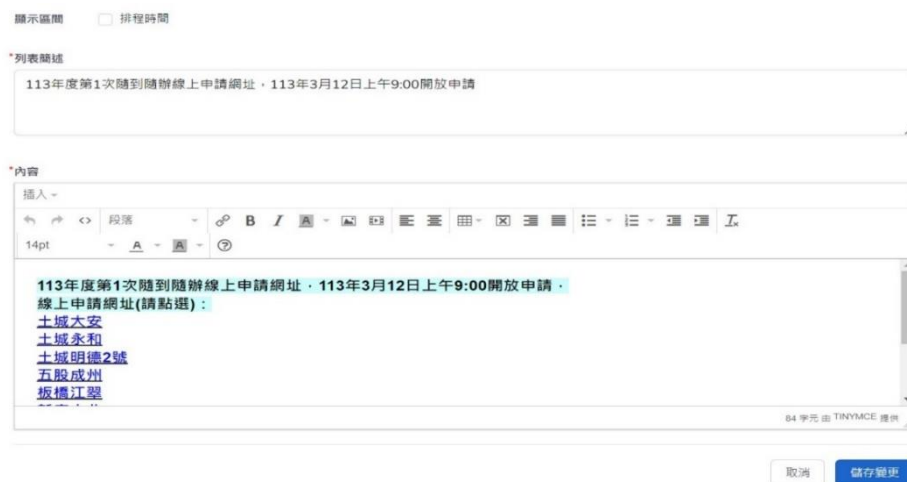 顯示區間 排程時間
*列表簡述
113年度第1次隨到隨辦線上申請網址，113年3月12日上午9:00開放申請
*內容
插入
段落 B I A
14pt A A
113年度第1次隨到隨辦線上申請網址，113年3月12日上午9:00開放申請，
線上申請網址(請點選)：
土城大安
土城永和
土城明德2號
五股成州
板橋江翠
84 字元 由 TINYMCE 提供
取消 儲存變更